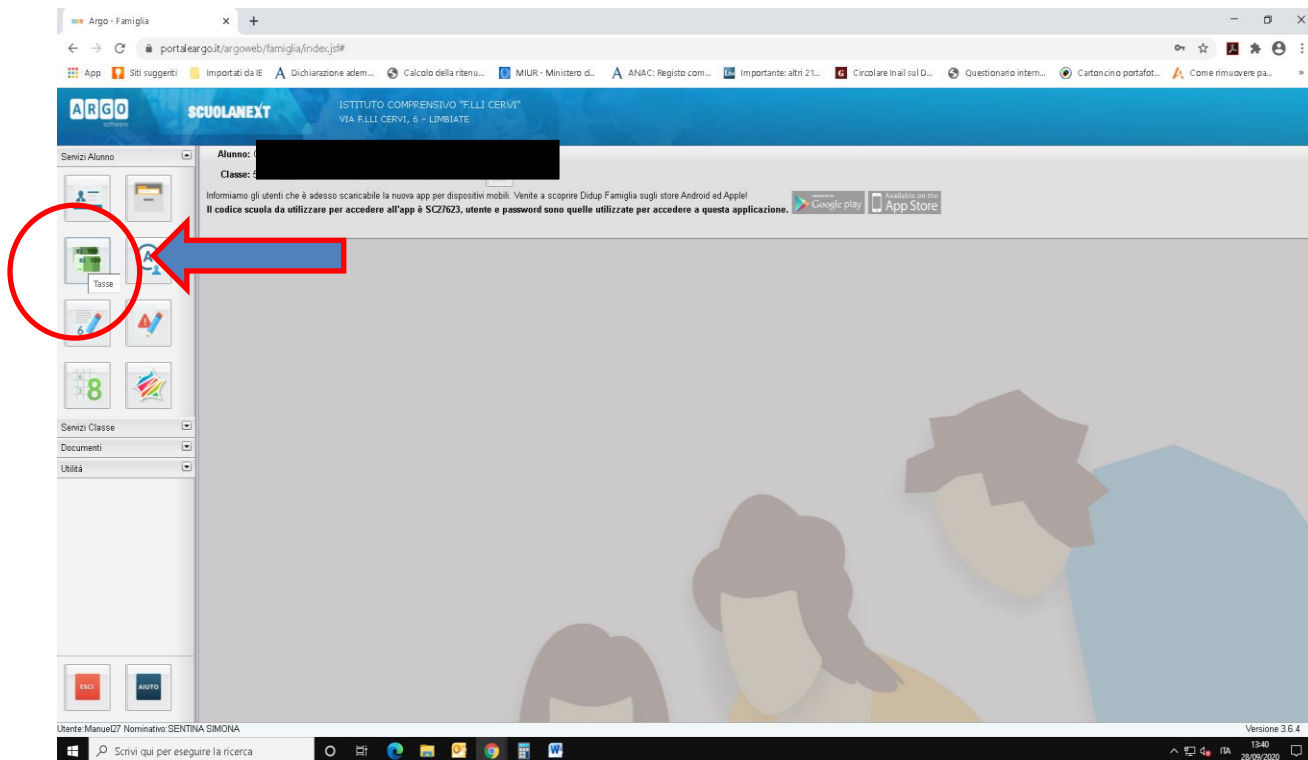 Argo - Famiglia
portaleargo.it/argoweb/famiglia/index.jsf#
App Siti suggeriti Importati da IE Dichiarazione adem... Calcolo della ritenu... MIUR - Ministero d... ANAC: Registo com... Importante: altri 21... Circolare Inail sul D... Questionario intern... Cartoncino portafot... Come rimuovere pa... »
ARGO software SCUOLANEXT
ISTITUTO COMPRENSIVO "F.LLI CERVI"
VIA F.LLI CERVI, 6 - LIMBIATE
Servizi Alunno
Alunno:
Classe:
Informiamo gli utenti che è adesso scaricabile la nuova app per dispositivi mobili. Venite a scoprire Didup Famiglia sugli store Android ed Apple!
Il codice scuola da utilizzare per accedere all'app è SC27623, utente e password sono quelle utilizzate per accedere a questa applicazione.
Google play
Available on the
App Store
100
100
A
Tasse
6
8
Servizi Classe
Documenti
Utilità
ESCI
AIUTO
Utente:Manuel27 Nominativo:SENTINA SIMONA
Versione 3.6.4
Scrivi qui per eseguire la ricerca
ITA
13:40
28/09/2020